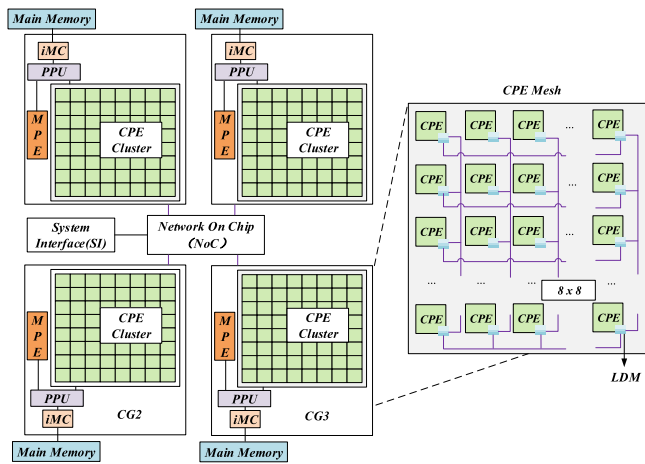 Main Memory
iMC
PPU
M
P
E
CPE
Cluster
Main Memory
iMC
PPU
M
P
E
CPE
Cluster
System
Interface(SI)
Network On Chip
(NoC)
M
P
E
CPE
Cluster
PPU
iMC
CG2
Main Memory
M
P
E
CPE
Cluster
PPU
iMC
CG3
Main Memory
CPE Mesh
CPE CPE CPE ... CPE
CPE CPE CPE ... CPE
CPE CPE CPE ... CPE
... ... ... ...
8 x 8
CPE CPE CPE CPE
LDM